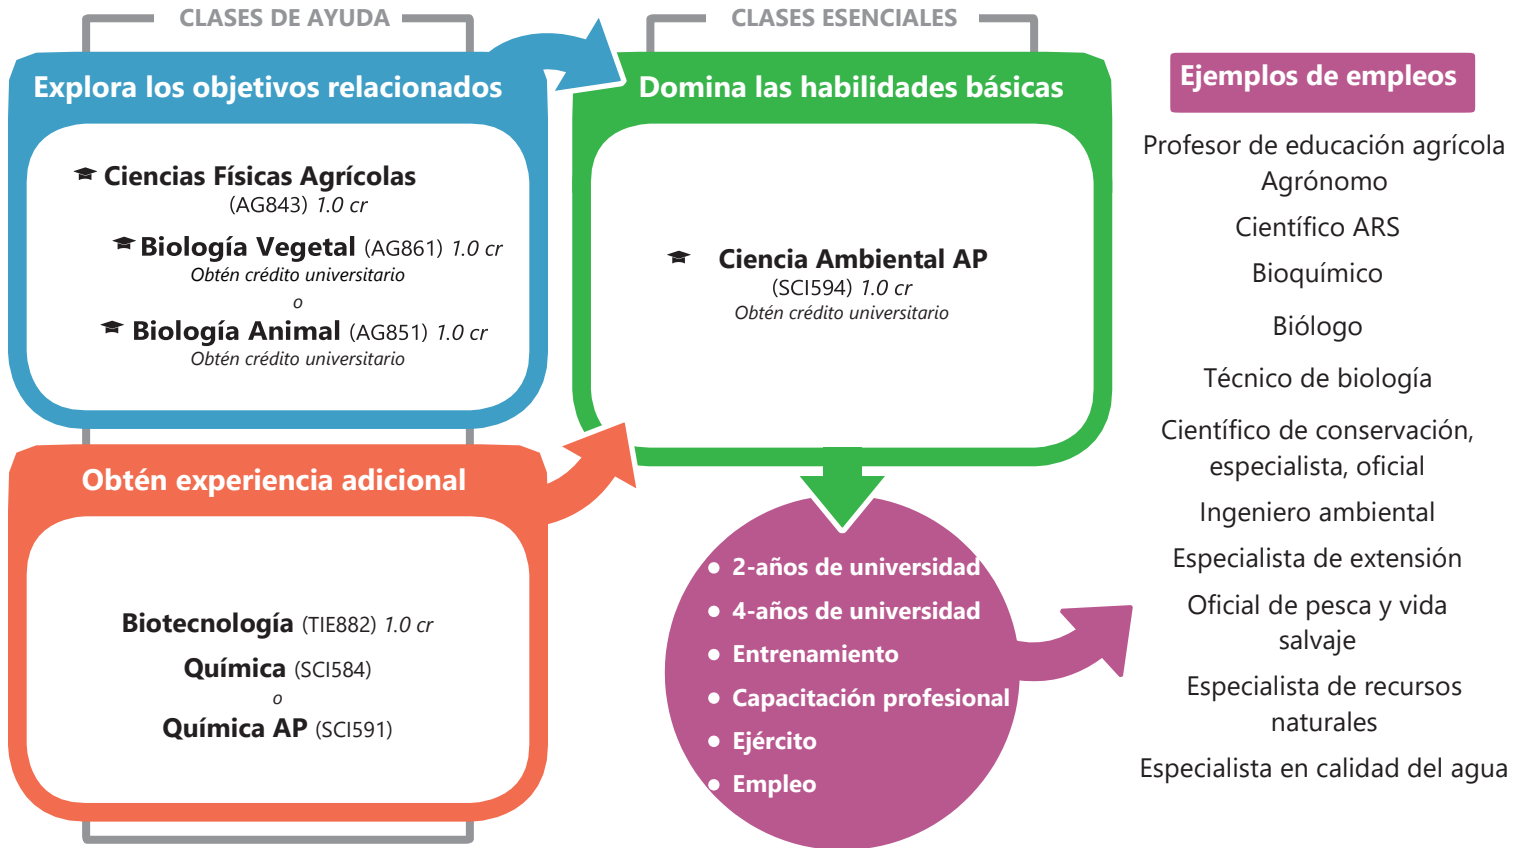 CLASES DE AYUDA
Explora los objetivos relacionados
Ciencias Físicas Agrícolas
(AG843) 1.0 cr
Biología Vegetal (AG861) 1.0 cr
Obtén crédito universitario
o
Biología Animal (AG851) 1.0 cr
Obtén crédito universitario
Obtén experiencia adicional
Biotecnología (TIE882) 1.0 cr
Química (SCI584)
o
Química AP (SCI591)
CLASES ESENCIALES
Domina las habilidades básicas
Ciencia Ambiental AP
(SCI594) 1.0 cr
Obtén crédito universitario
• 2-años de universidad
• 4-años de universidad
• Entrenamiento
• Capacitación profesional
• Ejército
• Empleo
Ejemplos de empleos
Profesor de educación agrícola
Agrónomo
Científico ARS
Bioquímico
Biólogo
Técnico de biología
Científico de conservación,
especialista, oficial
Ingeniero ambiental
Especialista de extensión
Oficial de pesca y vida
salvaje
Especialista de recursos
naturales
Especialista en calidad del agua